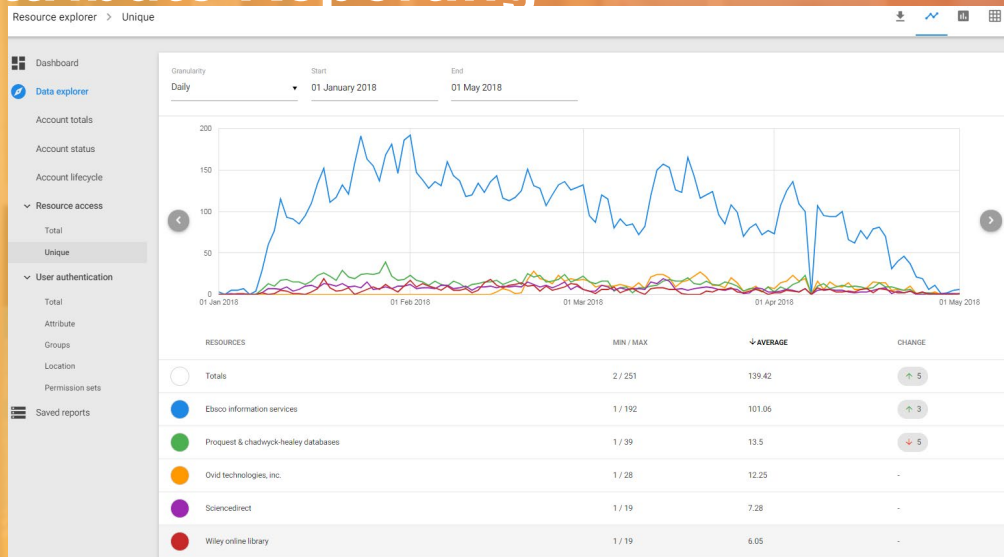 Resource explorer > Unique
Dashboard
Data explorer
Account totals
Account status
Account lifecycle
Resource access
Total
Unique
User authentication
Total
Attribute
Groups
Location
Permission sets
Saved reports
Granularity Start End
Daily 01 January 2018 01 May 2018
200
150
100
50
0
01 Jan 2018 01 Feb 2018 01 Mar 2018 01 Apr 2018 01 May 2018
RESOURCES MIN / MAX ↓ AVERAGE CHANGE
Totals 2 / 251 139.42 ↑ 5
Ebsco information services 1 / 192 101.06 ↑ 3
Proquest & chadwyck-healey databases 1 / 39 13.5 ↓ 5
Ovid technologies, inc. 1 / 28 12.25 -
Sciencedirect 1 / 19 7.28 -
Wiley online library 1 / 19 6.05 -